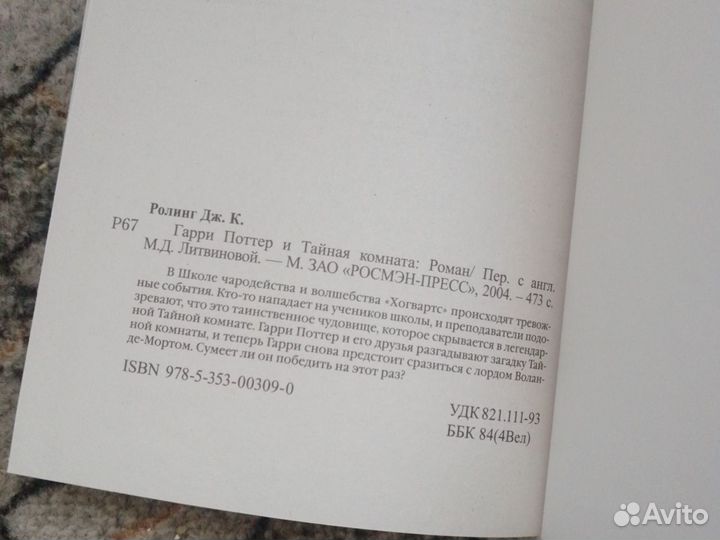 Ролинг Дж. К.
Р67
Гарри Поттер и Тайная комната: Роман/ Пер. с англ.
М.Д. Литвиновой. — М. ЗАО «РОСМЭН-ПРЕСС», 2004. – 473 с.
В Школе чародейства и волшебства «Хогвартс» происходят тревож-
ные события. Кто-то нападает на учеников школы, и преподаватели подо-
зревают, что это таинственное чудовище, которое скрывается в легендар-
ной Тайной комнате. Гарри Поттер и его друзья разгадывают загадку Тай-
ной комнаты, и теперь Гарри снова предстоит сразиться с лордом Волан-
де-Мортом. Сумеет ли он победить на этот раз?
ISBN 978-5-353-00309-0
УДК 821.111-93
ББК 84(4Вел)
Avito